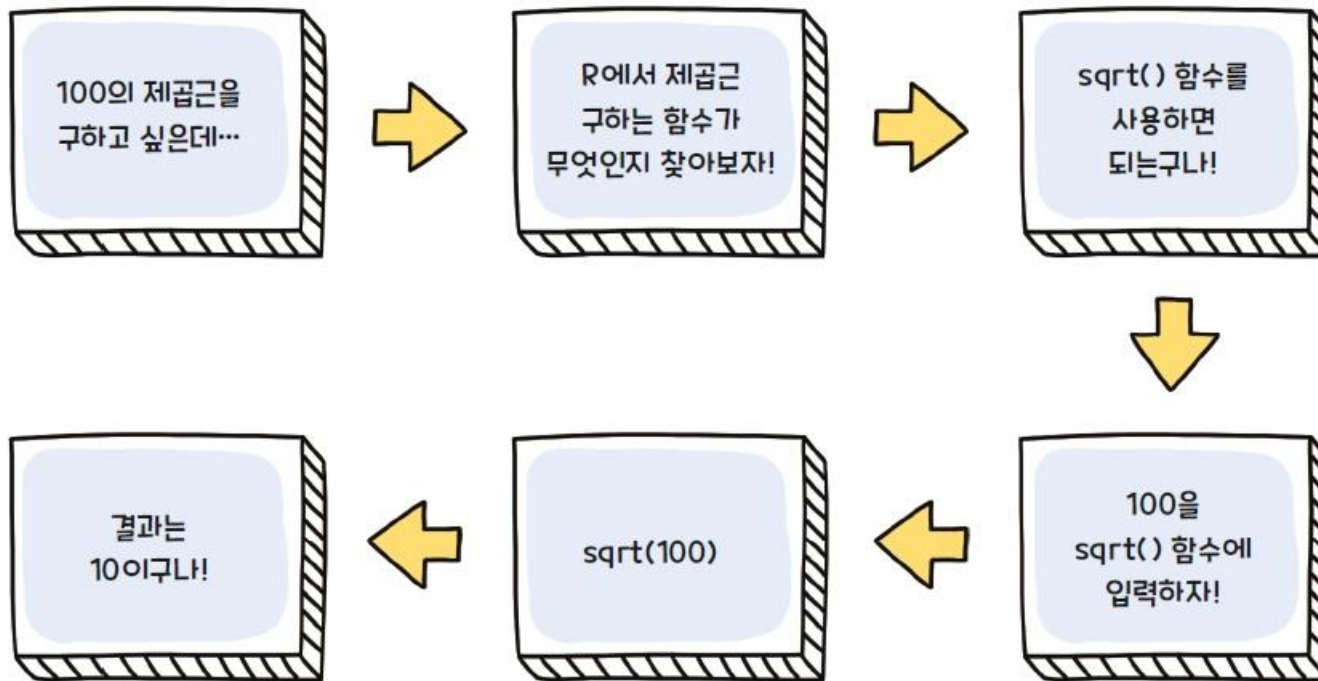 100의 제곱근을
구하고 싶은데…
R에서 제곱근
구하는 함수가
무엇인지 찾아보자!
sqrt() 함수를
사용하면
되는구나!
100을
sqrt() 함수에
입력하자!
sqrt(100)
결과는
10이구나!